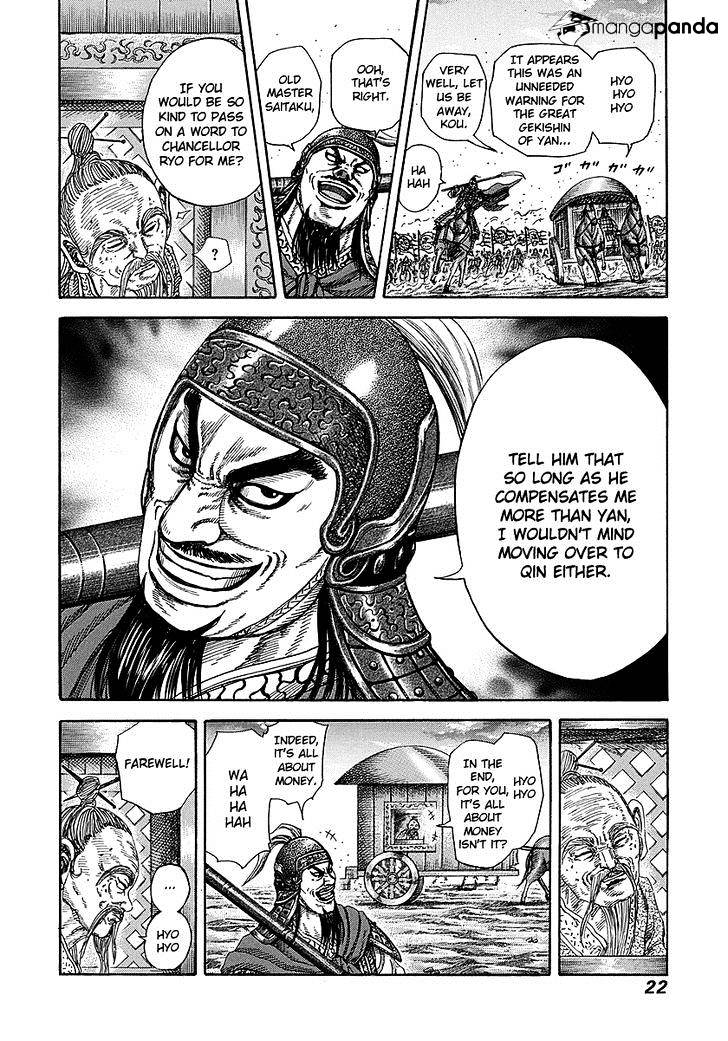 mangapanda
HYO
HYO
HYO
IT APPEARS
THIS WAS AN
UNNEEDED
WARNING FOR
THE GREAT
GEKISHIN
OF YAN...
VERY
WELL, LET
US BE
AWAY,
KOU.
HA
HAH
ゴ ガ ガ ガ
OOH,
THAT'S
RIGHT.
OLD
MASTER
SAITAKU,
IF YOU
WOULD BE SO
KIND TO PASS
ON A WORD TO
CHANCELLOR
RYO FOR ME?
?
TELL HIM THAT
SO LONG AS HE
COMPENSATES ME
MORE THAN YAN,
I WOULDN'T MIND
MOVING OVER TO
QIN EITHER.
HYO
HYO
IN THE
END,
FOR YOU,
IT'S ALL
ABOUT
MONEY
ISN'T IT?
INDEED,
IT'S ALL
ABOUT
MONEY.
WA
HA
HA
HAH
FAREWELL!
...
HYO
HYO
22